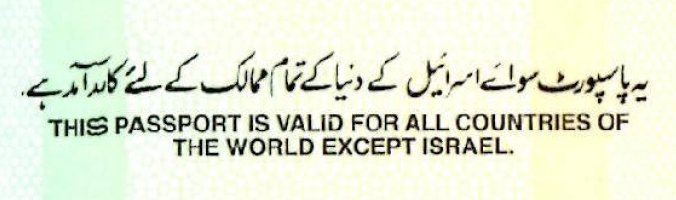 یہ پاسپورٹ سوائے اسرائیل کے دنیا کے تمام ممالک کے لئے کارآمد ہے۔
THIS PASSPORT IS VALID FOR ALL COUNTRIES OF
THE WORLD EXCEPT ISRAEL.